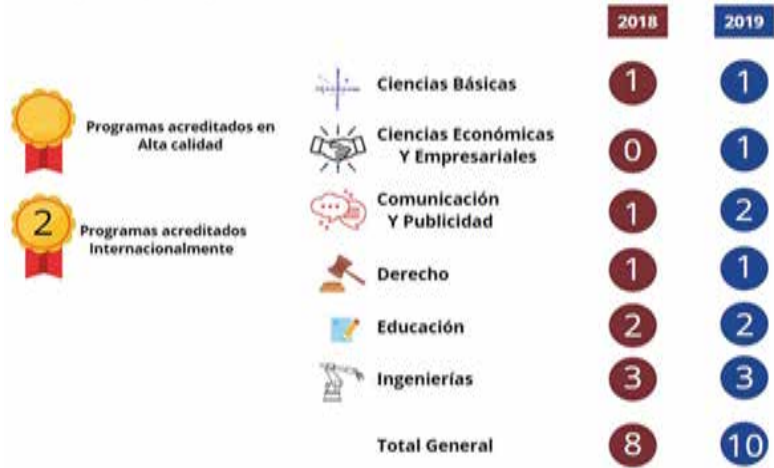 2018 2019
Programas acreditados en
Alta calidad
2
Programas acreditados
Internacionalmente
Ciencias Básicas 1 1
Ciencias Económicas
Y Empresariales 0 1
Comunicación
Y Publicidad 1 2
Derecho 1 1
Educación 2 2
Ingenierías 3 3
Total General 8 10